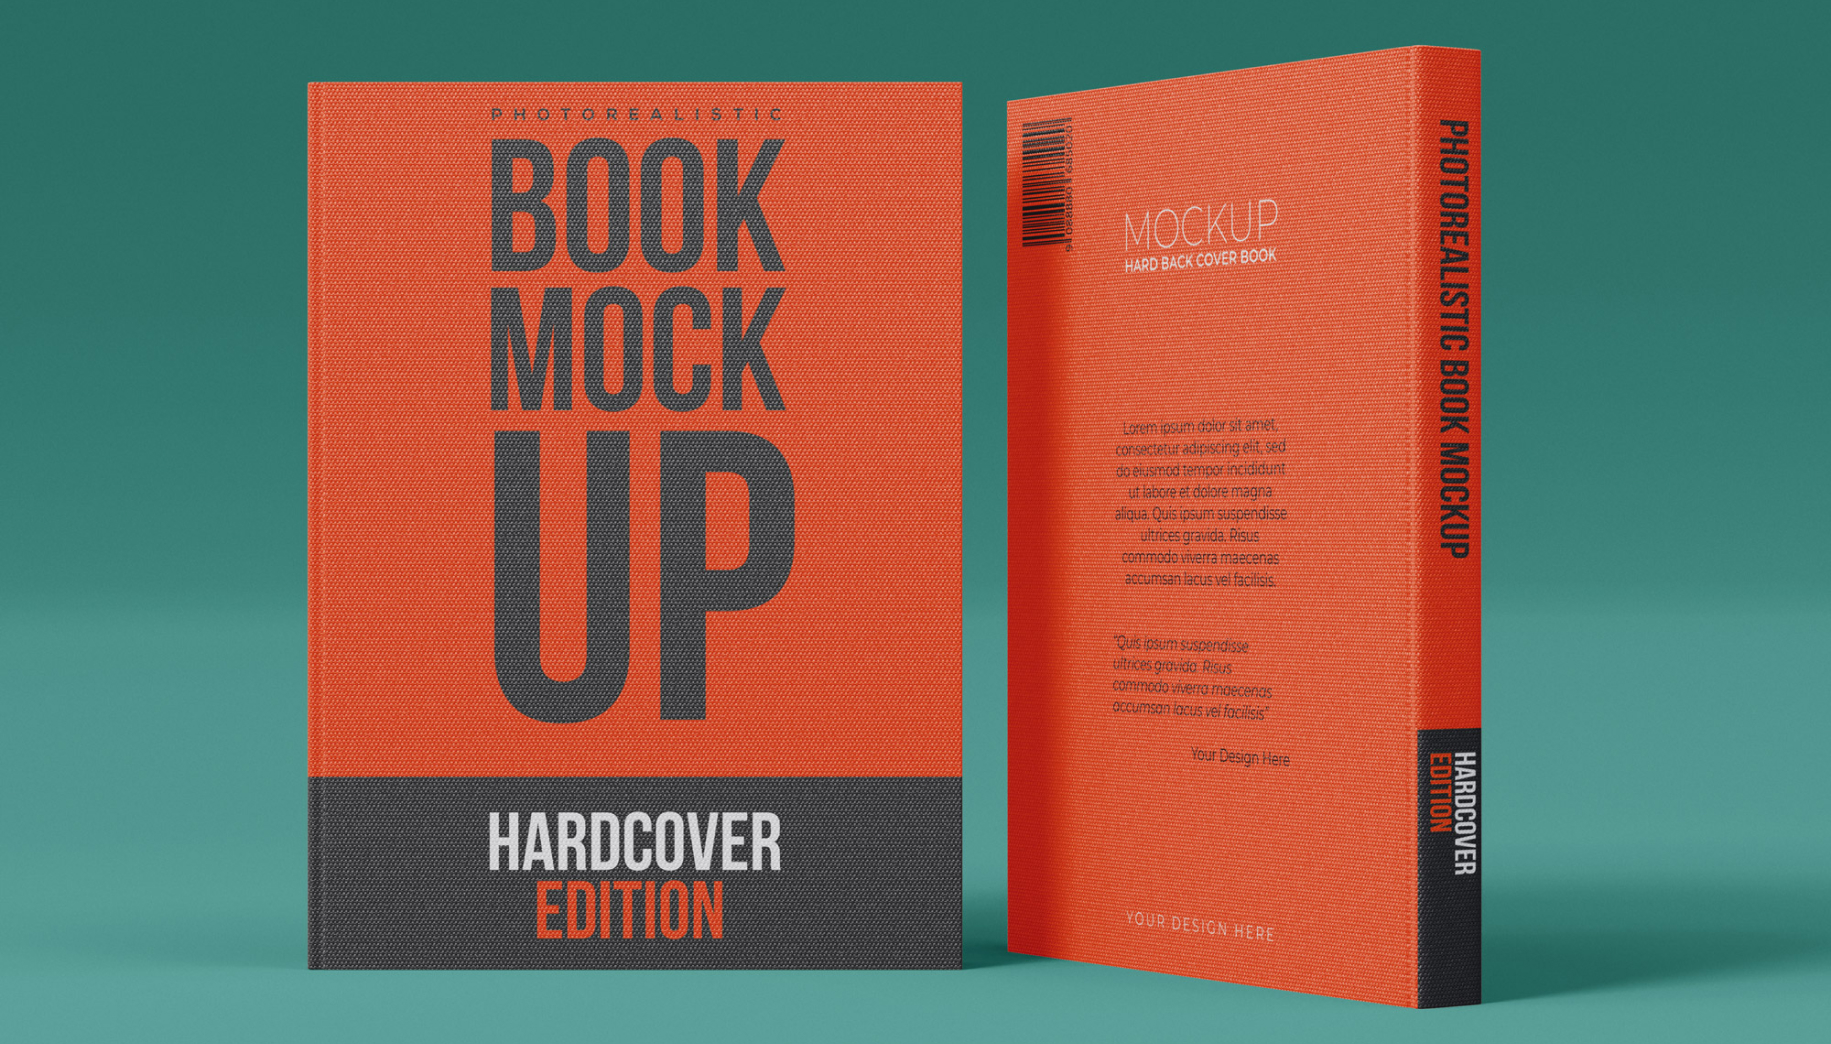 PHOTOREALISTIC
BOOK
MOCK
UP
HARDCOVER
EDITION
MOCKUP
HARD BACK COVER BOOK
Lorem ipsum dolor sit amet,
consectetur adipiscing elit, sed
do eiusmod tempor incididunt
ut labore et dolore magna
aliqua. Quis ipsum suspendisse
ultrices gravida. Risus
commodo viverra maecenas
accumsan lacus vel facilisis.
"Quis ipsum suspendisse
ultrices gravida. Risus
commodo viverra maecenas
accumsan lacus vel facilisis"
Your Design Here
YOUR DESIGN HERE
PHOTOREALISTIC BOOK MOCKUP
HARDCOVER
EDITION